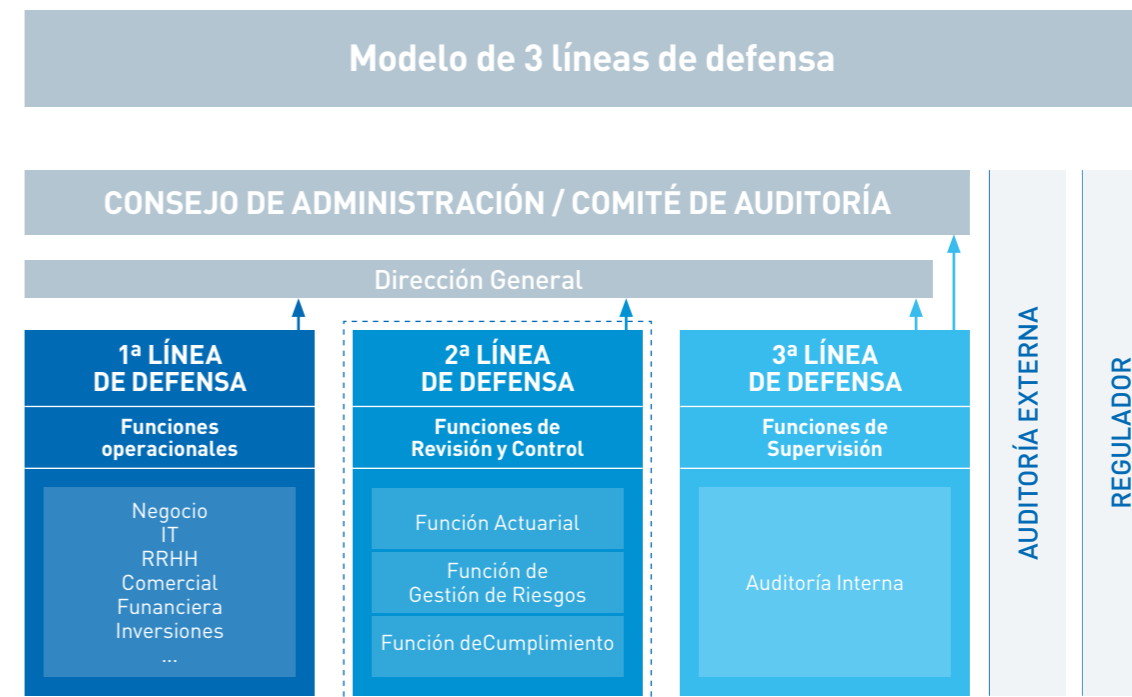 Modelo de 3 líneas de defensa
CONSEJO DE ADMINISTRACIÓN / COMITÉ DE AUDITORÍA
Dirección General
1ª LÍNEA
DE DEFENSA
Funciones
operacionales
Negocio
IT
RRHH
Comercial
Funanciera
Inversiones
...
2ª LÍNEA
DE DEFENSA
Funciones de
Revisión y Control
Función Actuarial
Función de
Gestión de Riesgos
Función deCumplimiento
3ª LÍNEA
DE DEFENSA
Funciones de
Supervisión
Auditoría Interna
AUDITORÍA EXTERNA
REGULADOR